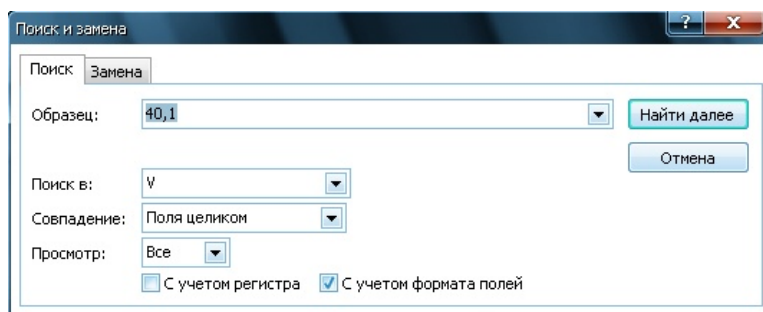 Поиск и замена
Поиск Замена
Образец: 40,1 Найти далее
Отмена
Поиск в: V
Совпадение: Поля целиком
Просмотр: Все
С учетом регистра С учетом формата полей